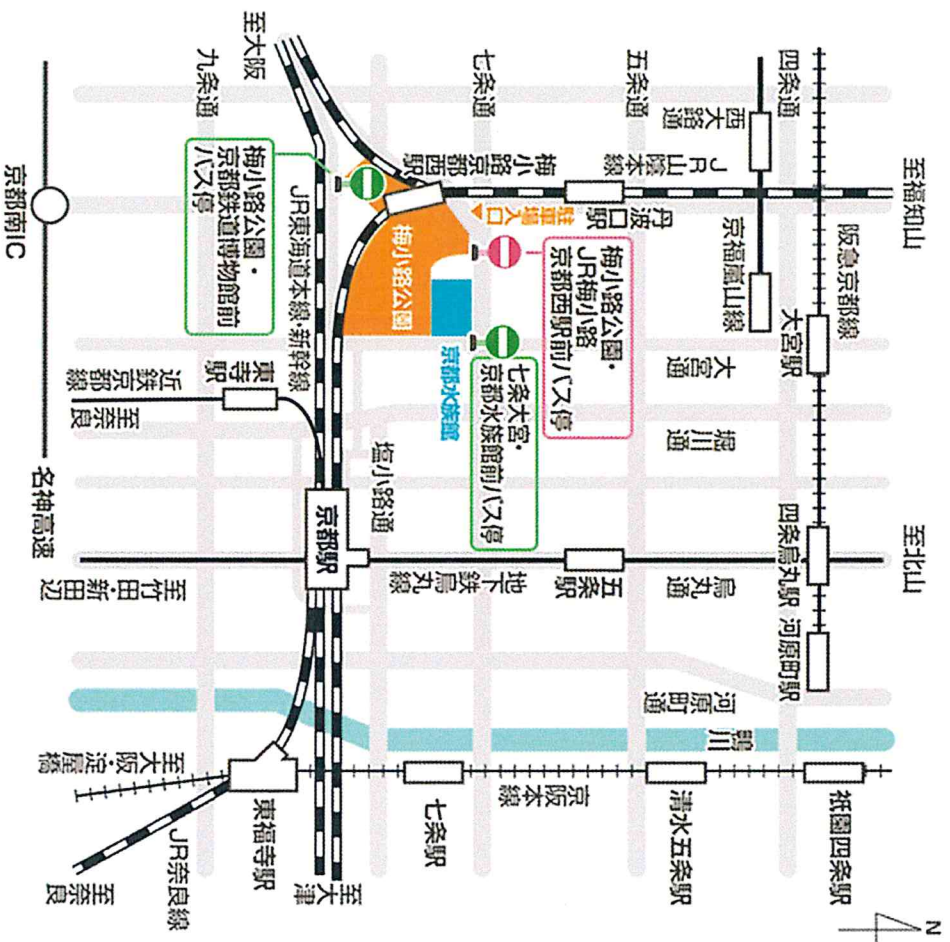 至福知山
至北山
N
阪急京都線
大宮駅
四条烏丸駅
河原町駅
祇園四条駅
四条通
京福嵐山線
西大路通
大宮通
堀川通
烏丸通
河原町通
鴨川
清水五条駅
五条通
JR山陰本線
丹波口駅
梅小路公園・
JR梅小路
京都西駅前バス停
五条駅
京阪本線
七条通
駐車場入口
七条大宮・
京都水族館前バス停
地下鉄烏丸線
七条駅
梅小路京都西駅
梅小路公園
京都水族館
塩小路通
京都駅
至大津
至大阪
JR東海道本線・新幹線
梅小路公園・
京都鉄道博物館前
バス停
東寺駅
東福寺駅
九条通
近鉄京都線
至奈良
至竹田・新田辺
至大阪・淀屋橋
JR奈良線
至奈良
名神高速
京都南IC